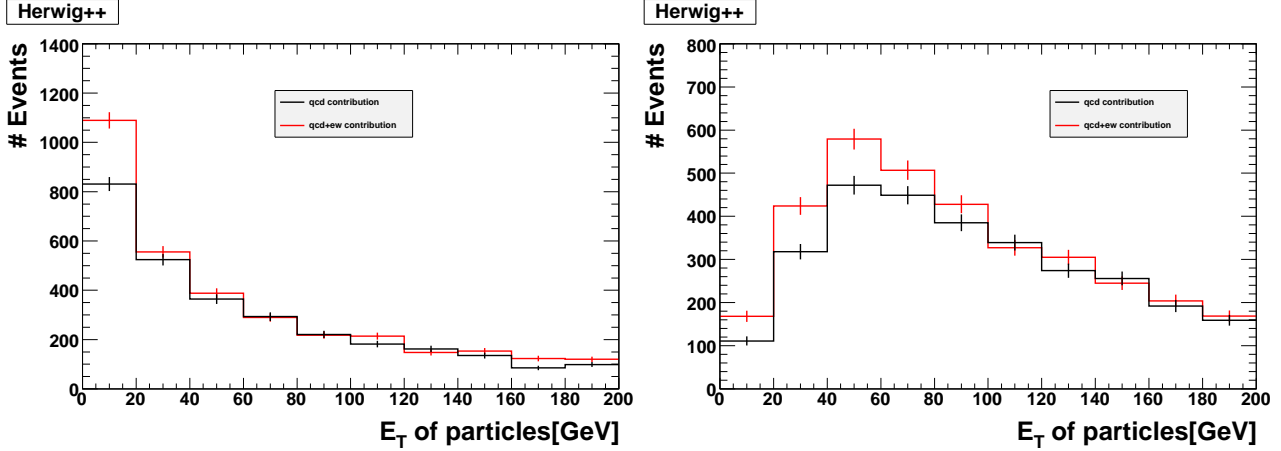 Herwig++
# Events
1400
1200
1000
800
600
400
200
0
qcd contribution
qcd+ew contribution
0 20 40 60 80 100 120 140 160 180 200
E_T of particles[GeV]
Herwig++
# Events
800
700
600
500
400
300
200
100
0
qcd contribution
qcd+ew contribution
0 20 40 60 80 100 120 140 160 180 200
E_T of particles[GeV]